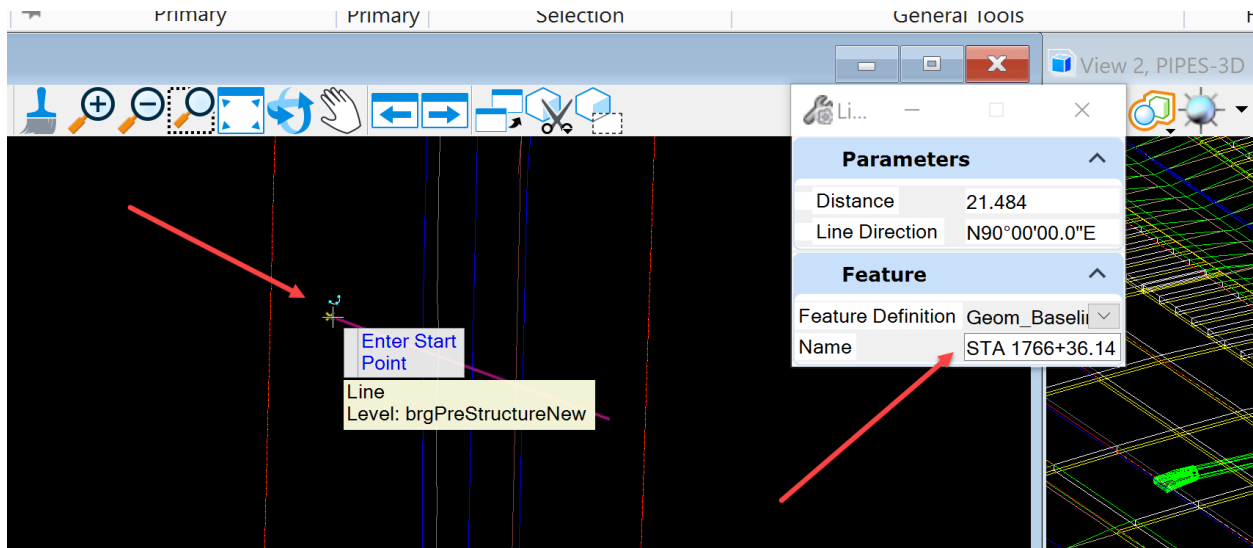 Primary
Primary
Selection
General Tools
View 2, PIPES-3D
Li...
Parameters
Distance 21.484
Line Direction N90°00'00.0"E
Feature
Feature Definition Geom_Baseli
Name STA 1766+36.14
Enter Start
Point
Line
Level: brgPreStructureNew